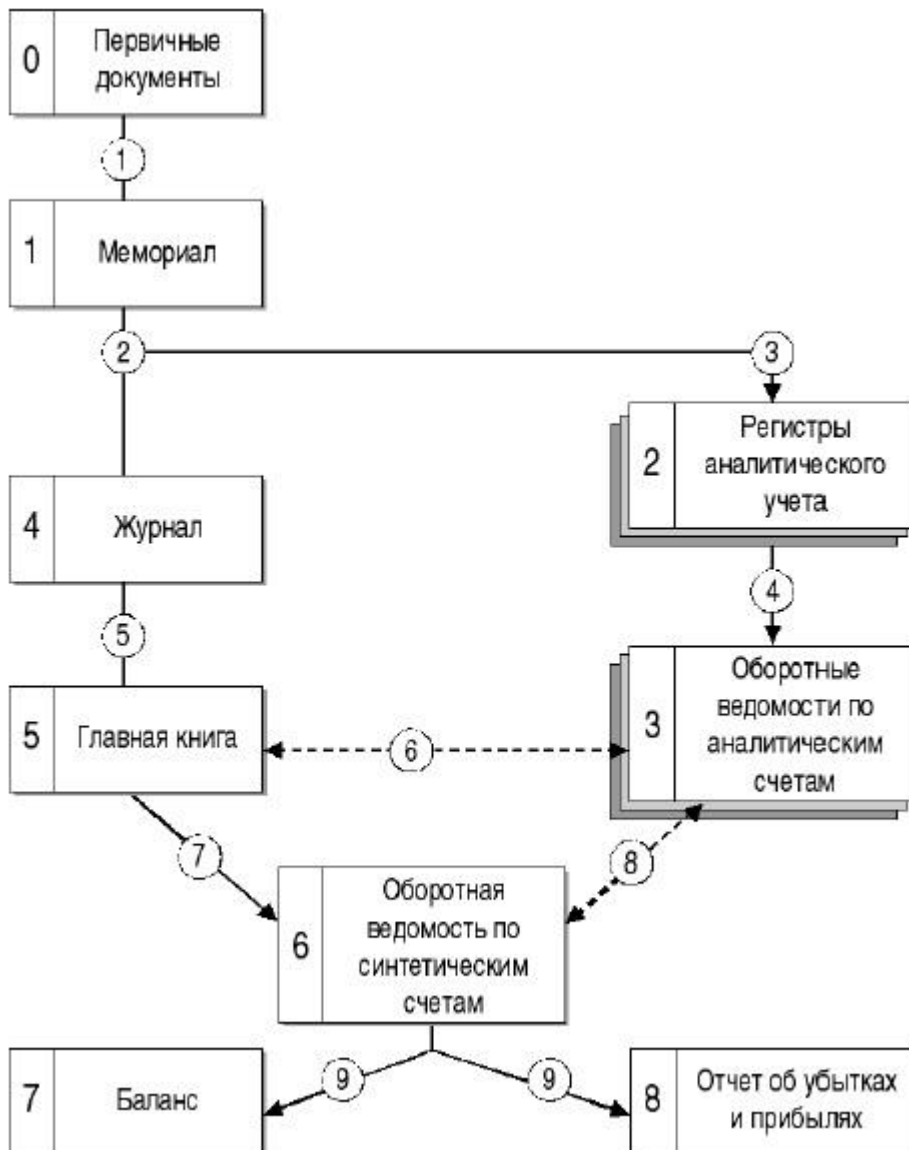 0
Первичные
документы
1
1
Мемориал
2
3
2
Регистры
аналитического
учета
4
Журнал
4
5
3
Оборотные
ведомости по
аналитическим
счетам
5
Главная книга
6
7
8
6
Оборотная
ведомость по
синтетическим
счетам
9
9
7
Баланс
8
Отчет об убытках
и прибылях